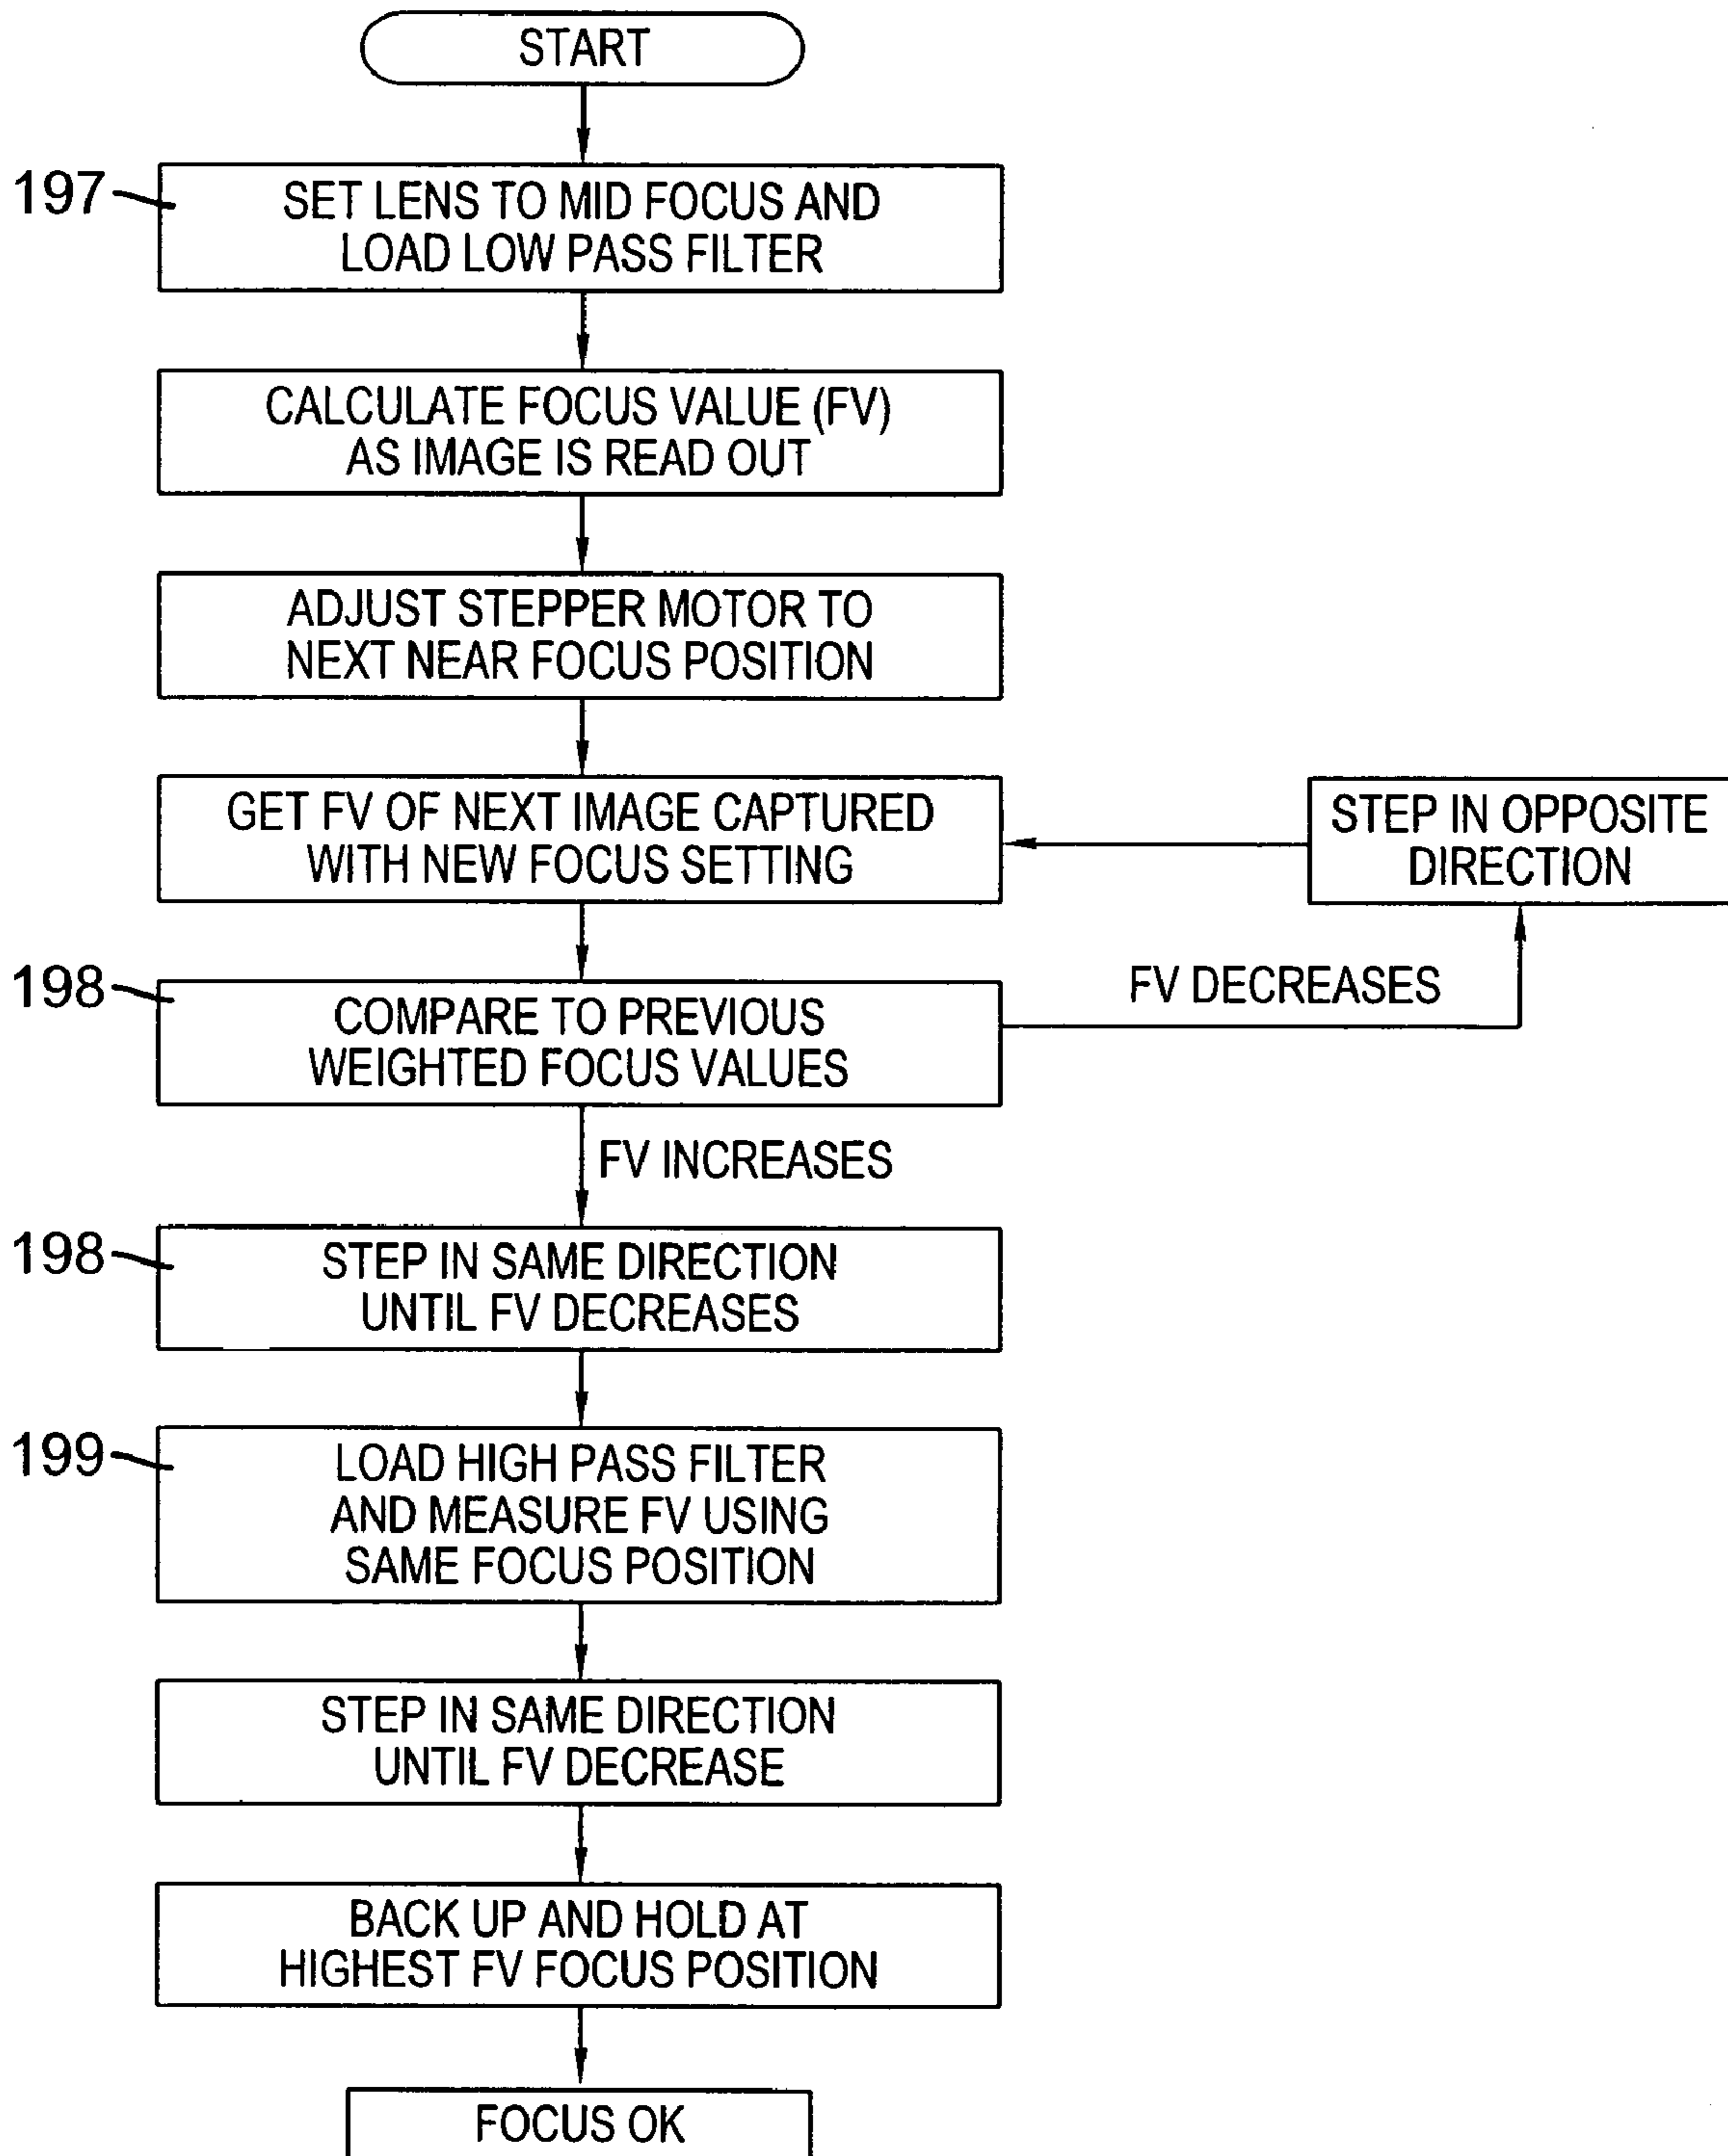 START
197
SET LENS TO MID FOCUS AND
LOAD LOW PASS FILTER
CALCULATE FOCUS VALUE (FV)
AS IMAGE IS READ OUT
ADJUST STEPPER MOTOR TO
NEXT NEAR FOCUS POSITION
GET FV OF NEXT IMAGE CAPTURED
WITH NEW FOCUS SETTING
STEP IN OPPOSITE
DIRECTION
198
COMPARE TO PREVIOUS
WEIGHTED FOCUS VALUES
FV DECREASES
FV INCREASES
198
STEP IN SAME DIRECTION
UNTIL FV DECREASES
199
LOAD HIGH PASS FILTER
AND MEASURE FV USING
SAME FOCUS POSITION
STEP IN SAME DIRECTION
UNTIL FV DECREASE
BACK UP AND HOLD AT
HIGHEST FV FOCUS POSITION
FOCUS OK